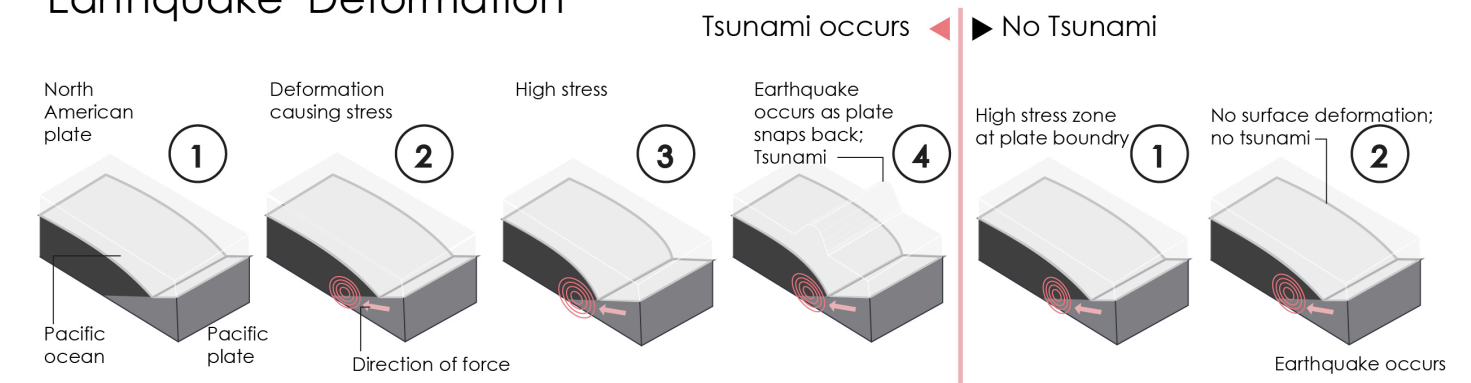 Earthquake Deformation
Tsunami occurs
No Tsunami
North
American
plate
1
Pacific
ocean
Pacific
plate
Deformation
causing stress
2
Direction of force
High stress
3
Earthquake
occurs as plate
snaps back;
Tsunami
4
High stress zone
at plate boundry
1
No surface deformation;
no tsunami
2
Earthquake occurs